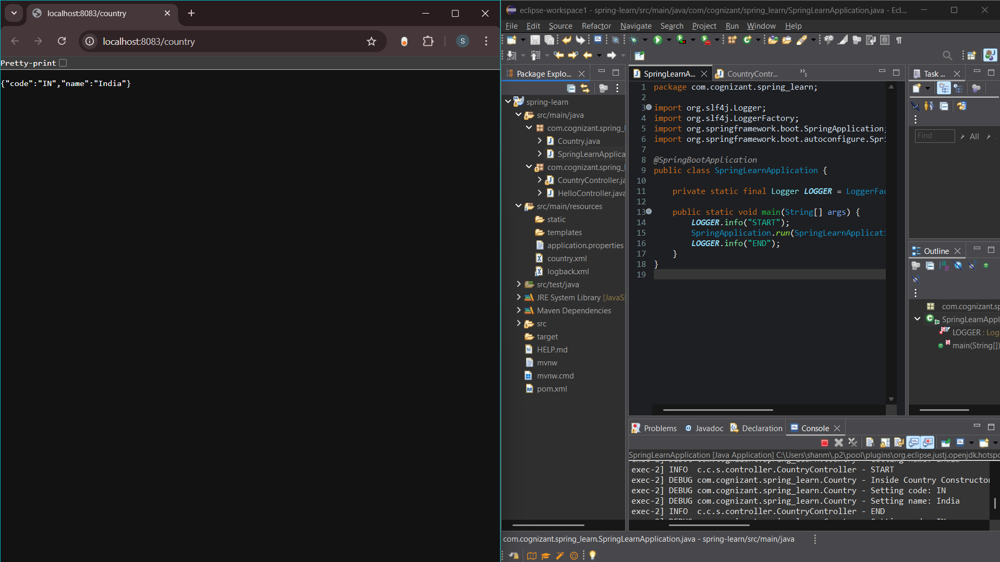 localhost:8083/country
localhost:8083/country
S
Pretty-print
{"code":"IN","name":"India"}
eclipse-workspace1 - spring-learn/src/main/java/com/cognizant/spring_learn/SpringLearnApplication.java - Ecl...
File Edit Source Refactor Navigate Search Project Run Window Help
Package Explo...
spring-learn
src/main/java
com.cognizant.spring_
Country.java
SpringLearnApplica
com.cognizant.spring_
CountryController.ja
HelloController.java
src/main/resources
static
templates
application.properties
country.xml
logback.xml
src/test/java
JRE System Library [JavaS
Maven Dependencies
src
target
HELP.md
mvnw
mvnw.cmd
pom.xml
SpringLearnA... CountryContr... »5
1 package com.cognizant.spring_learn;
2
3 import org.slf4j.Logger;
4 import org.slf4j.LoggerFactory;
5 import org.springframework.boot.SpringApplication;
6 import org.springframework.boot.autoconfigure.Spri
7
8 @SpringBootApplication
9 public class SpringLearnApplication {
10
11 private static final Logger LOGGER = LoggerFac
12
13 public static void main(String[] args) {
14 LOGGER.info("START");
15 SpringApplication.run(SpringLearnApplicati
16 LOGGER.info("END");
17 }
18 }
19
Task ...
Find All
Outline
com.cognizant.sp
SpringLearnAppl
LOGGER : Log
main(String[])
Problems @ Javadoc Declaration Console
SpringLearnApplication [Java Application] C:\Users\shanm\.p2\pool\plugins\org.eclipse.justj.openjdk.hotspo
exec-2] INFO c.c.s.controller.CountryController - START
exec-2] DEBUG com.cognizant.spring_learn.Country - Inside Country Constructor
exec-2] DEBUG com.cognizant.spring_learn.Country - Setting code: IN
exec-2] DEBUG com.cognizant.spring_learn.Country - Setting name: India
exec-2] INFO c.c.s.controller.CountryController - END
com.cognizant.spring_learn.SpringLearnApplication.java - spring-learn/src/main/java